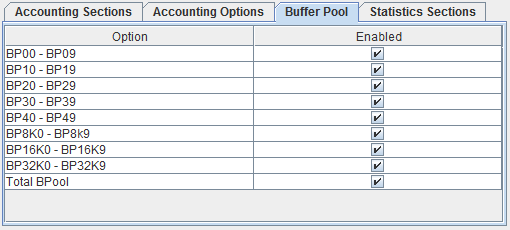 Accounting Sections Accounting Options Buffer Pool Statistics Sections
Option Enabled
BP00 - BP09
BP10 - BP19
BP20 - BP29
BP30 - BP39
BP40 - BP49
BP8K0 - BP8k9
BP16K0 - BP16K9
BP32K0 - BP32K9
Total BPool